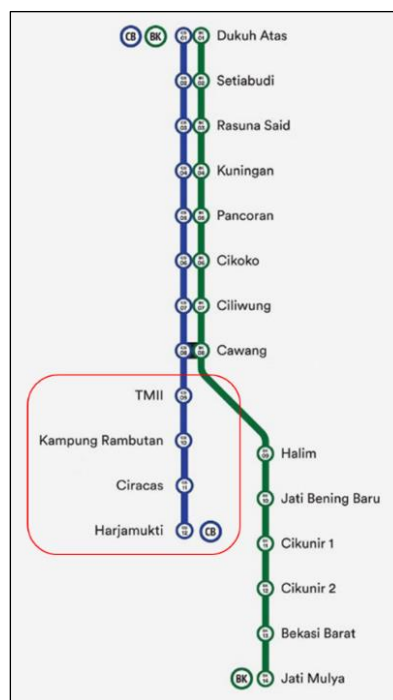 CB BK Dukuh Atas
Setiabudi
Rasuna Said
Kuningan
Pancoran
Cikoko
Ciliwung
Cawang
TMII
Kampung Rambutan
Ciracas
Harjamukti CB
Halim
Jati Bening Baru
Cikunir 1
Cikunir 2
Bekasi Barat
BK Jati Mulya